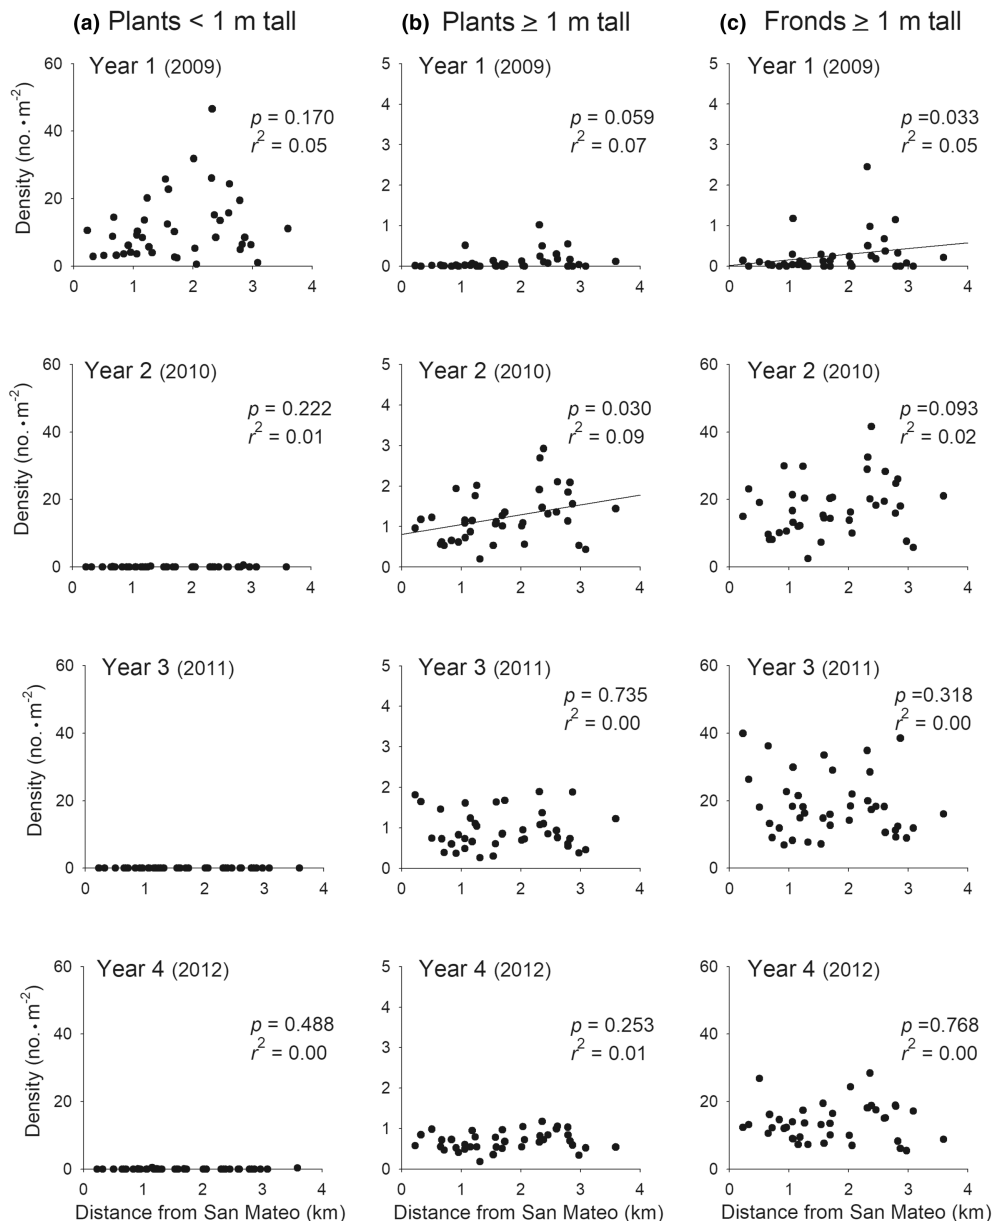 (a) Plants < 1 m tall
(b) Plants ≥ 1 m tall
(c) Fronds ≥ 1 m tall
Year 1 (2009)
p = 0.170
r² = 0.05
Density (no.•m⁻²)
60
40
20
0
0 1 2 3 4
Year 1 (2009)
p = 0.059
r² = 0.07
5
4
3
2
1
0
0 1 2 3 4
Year 1 (2009)
p = 0.033
r² = 0.05
5
4
3
2
1
0
0 1 2 3 4
Year 2 (2010)
p = 0.222
r² = 0.01
Density (no.•m⁻²)
60
40
20
0
0 1 2 3 4
Year 2 (2010)
p = 0.030
r² = 0.09
5
4
3
2
1
0
0 1 2 3 4
Year 2 (2010)
p =0.093
r² = 0.02
60
40
20
0
0 1 2 3 4
Year 3 (2011)
Density (no.•m⁻²)
60
40
20
0
0 1 2 3 4
Year 3 (2011)
p = 0.735
r² = 0.00
5
4
3
2
1
0
0 1 2 3 4
Year 3 (2011)
p =0.318
r² = 0.00
60
40
20
0
0 1 2 3 4
Year 4 (2012)
p = 0.488
r² = 0.00
Density (no.•m⁻²)
60
40
20
0
0 1 2 3 4
Distance from San Mateo (km)
Year 4 (2012)
p = 0.253
r² = 0.01
5
4
3
2
1
0
0 1 2 3 4
Distance from San Mateo (km)
Year 4 (2012)
p =0.768
r² = 0.00
60
40
20
0
0 1 2 3 4
Distance from San Mateo (km)